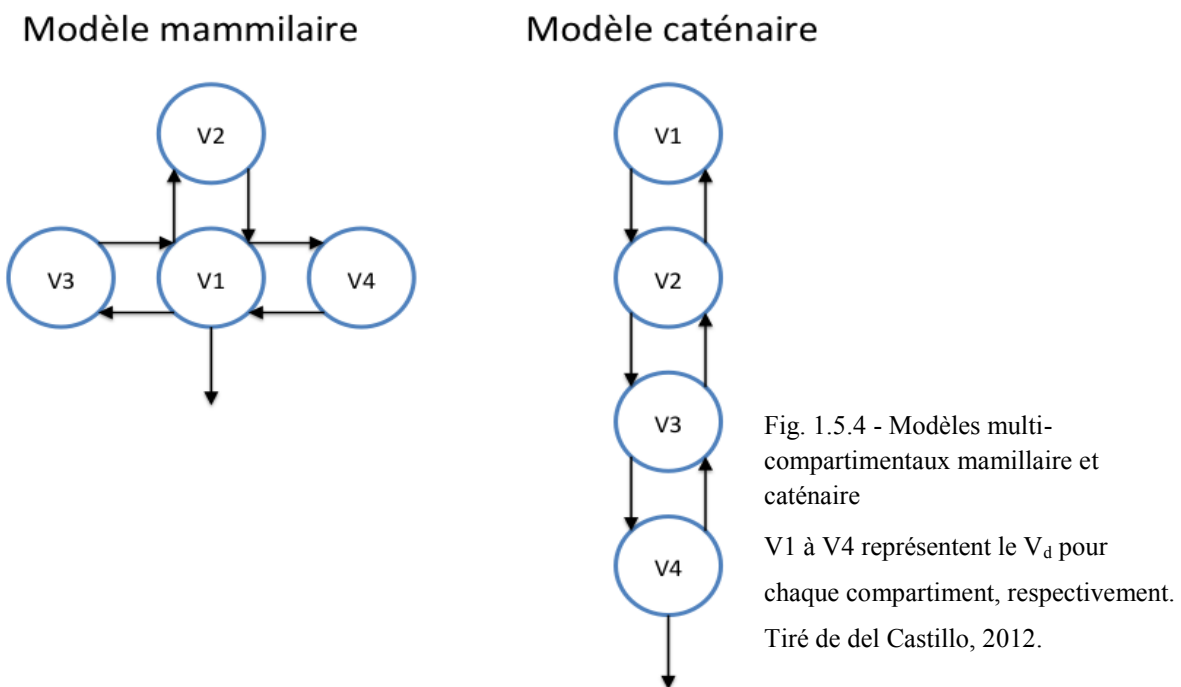 Modèle mammilaire
Modèle caténaire
V2
V3
V1
V4
V1
V2
V3
V4
Fig. 1.5.4 - Modèles multi-
compartimentaux mamillaire et
caténaire
V1 à V4 représentent le Vd pour
chaque compartiment, respectivement.
Tiré de del Castillo, 2012.